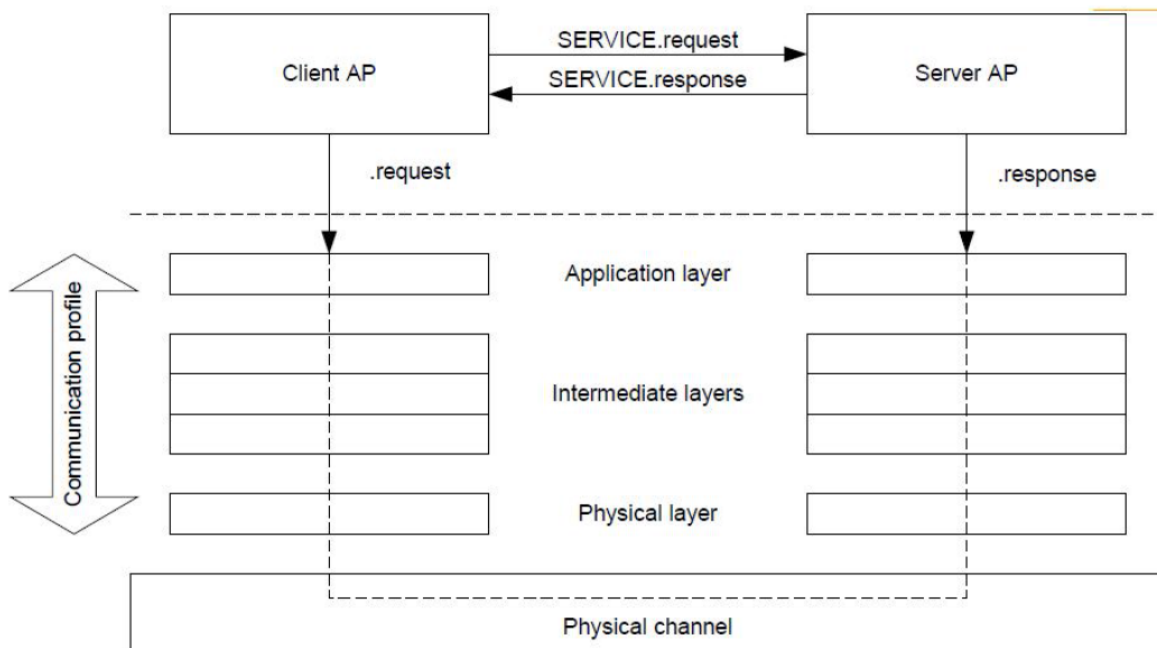 SERVICE.request
Client AP
Server AP
SERVICE.response
.request
.response
Application layer
Communication profile
Intermediate layers
Physical layer
Physical channel